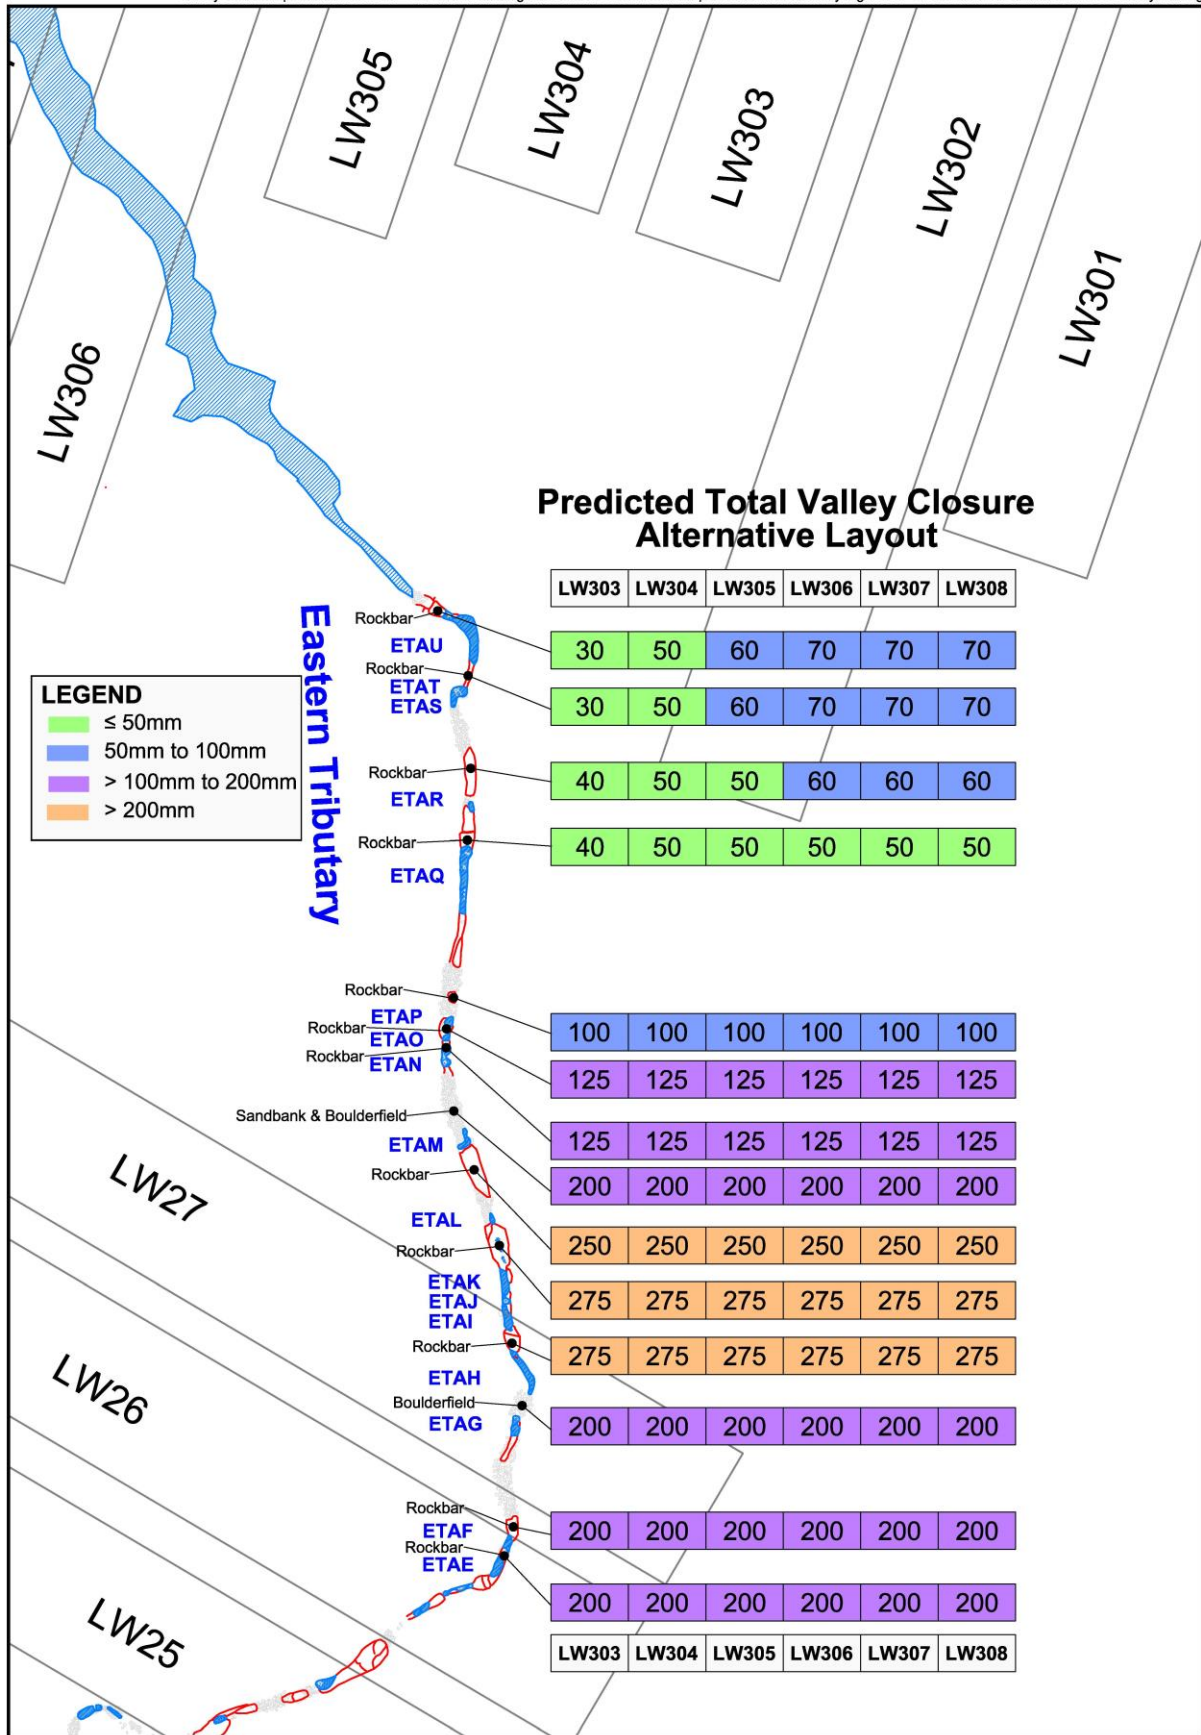 LW305
LW304
LW303
LW302
LW301
LW306
Predicted Total Valley Closure
Alternative Layout
LW303 LW304 LW305 LW306 LW307 LW308
Rockbar
30 50 60 70 70 70
ETAU
Rockbar
ETAT
30 50 60 70 70 70
ETAS
Eastern Tributary
LEGEND
≤ 50mm
50mm to 100mm
> 100mm to 200mm
> 200mm
Rockbar
40 50 50 60 60 60
ETAR
Rockbar
40 50 50 50 50 50
ETAQ
Rockbar
ETAP
100 100 100 100 100 100
Rockbar
ETAO
Rockbar
ETAN
125 125 125 125 125 125
Sandbank & Boulderfield
ETAM
125 125 125 125 125 125
Rockbar
200 200 200 200 200 200
LW27
ETAL
Rockbar
250 250 250 250 250 250
ETAK
ETAJ
275 275 275 275 275 275
ETAI
Rockbar
275 275 275 275 275 275
ETAH
LW26
Boulderfield
ETAG
200 200 200 200 200 200
Rockbar
ETAF
200 200 200 200 200 200
Rockbar
ETAE
200 200 200 200 200 200
LW25
LW303 LW304 LW305 LW306 LW307 LW308